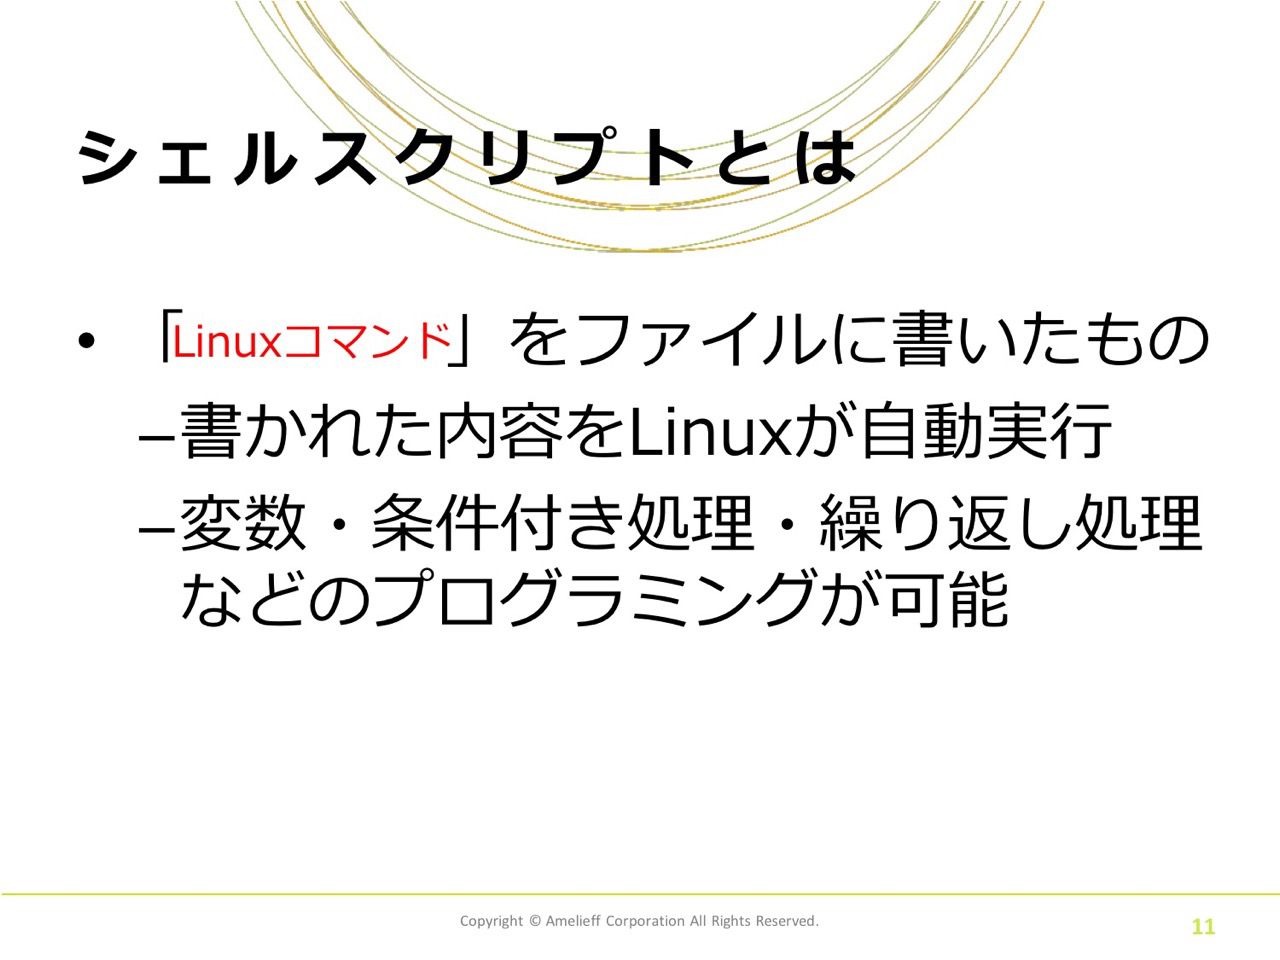 シェルスクリプトとは
• 「Linuxコマンド」をファイルに書いたもの
–書かれた内容をLinuxが自動実行
–変数・条件付き処理・繰り返し処理
などのプログラミングが可能
Copyright © Amelieff Corporation All Rights Reserved.
11